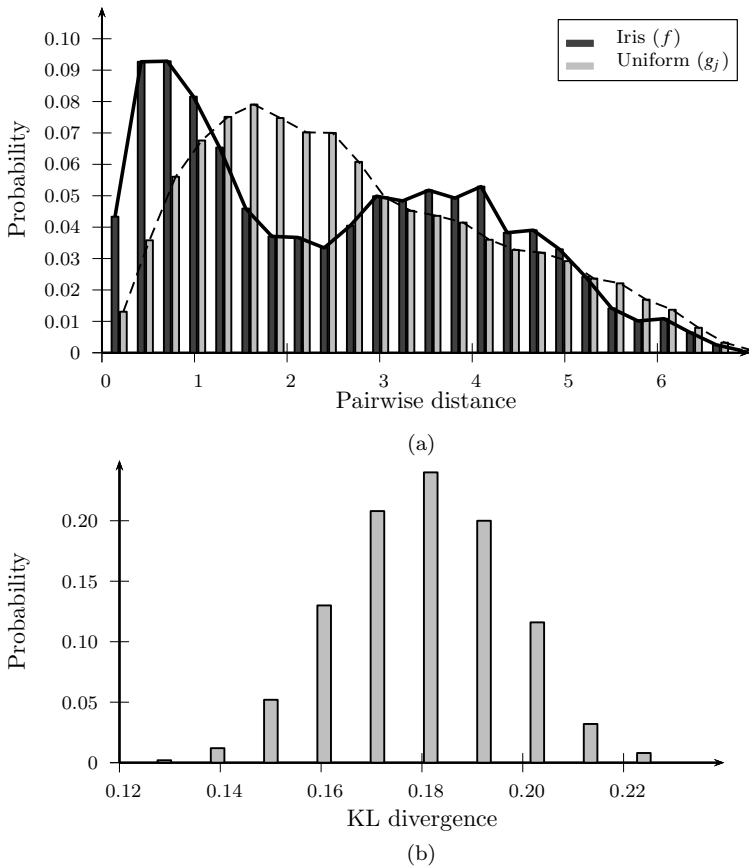 0.10
0.09
0.08
0.07
0.06
0.05
0.04
0.03
0.02
0.01
0
Probability
Iris (f)
Uniform (gj)
0 1 2 3 4 5 6
Pairwise distance
(a)
0.20
0.15
0.10
0.05
0
Probability
0.12 0.14 0.16 0.18 0.20 0.22
KL divergence
(b)